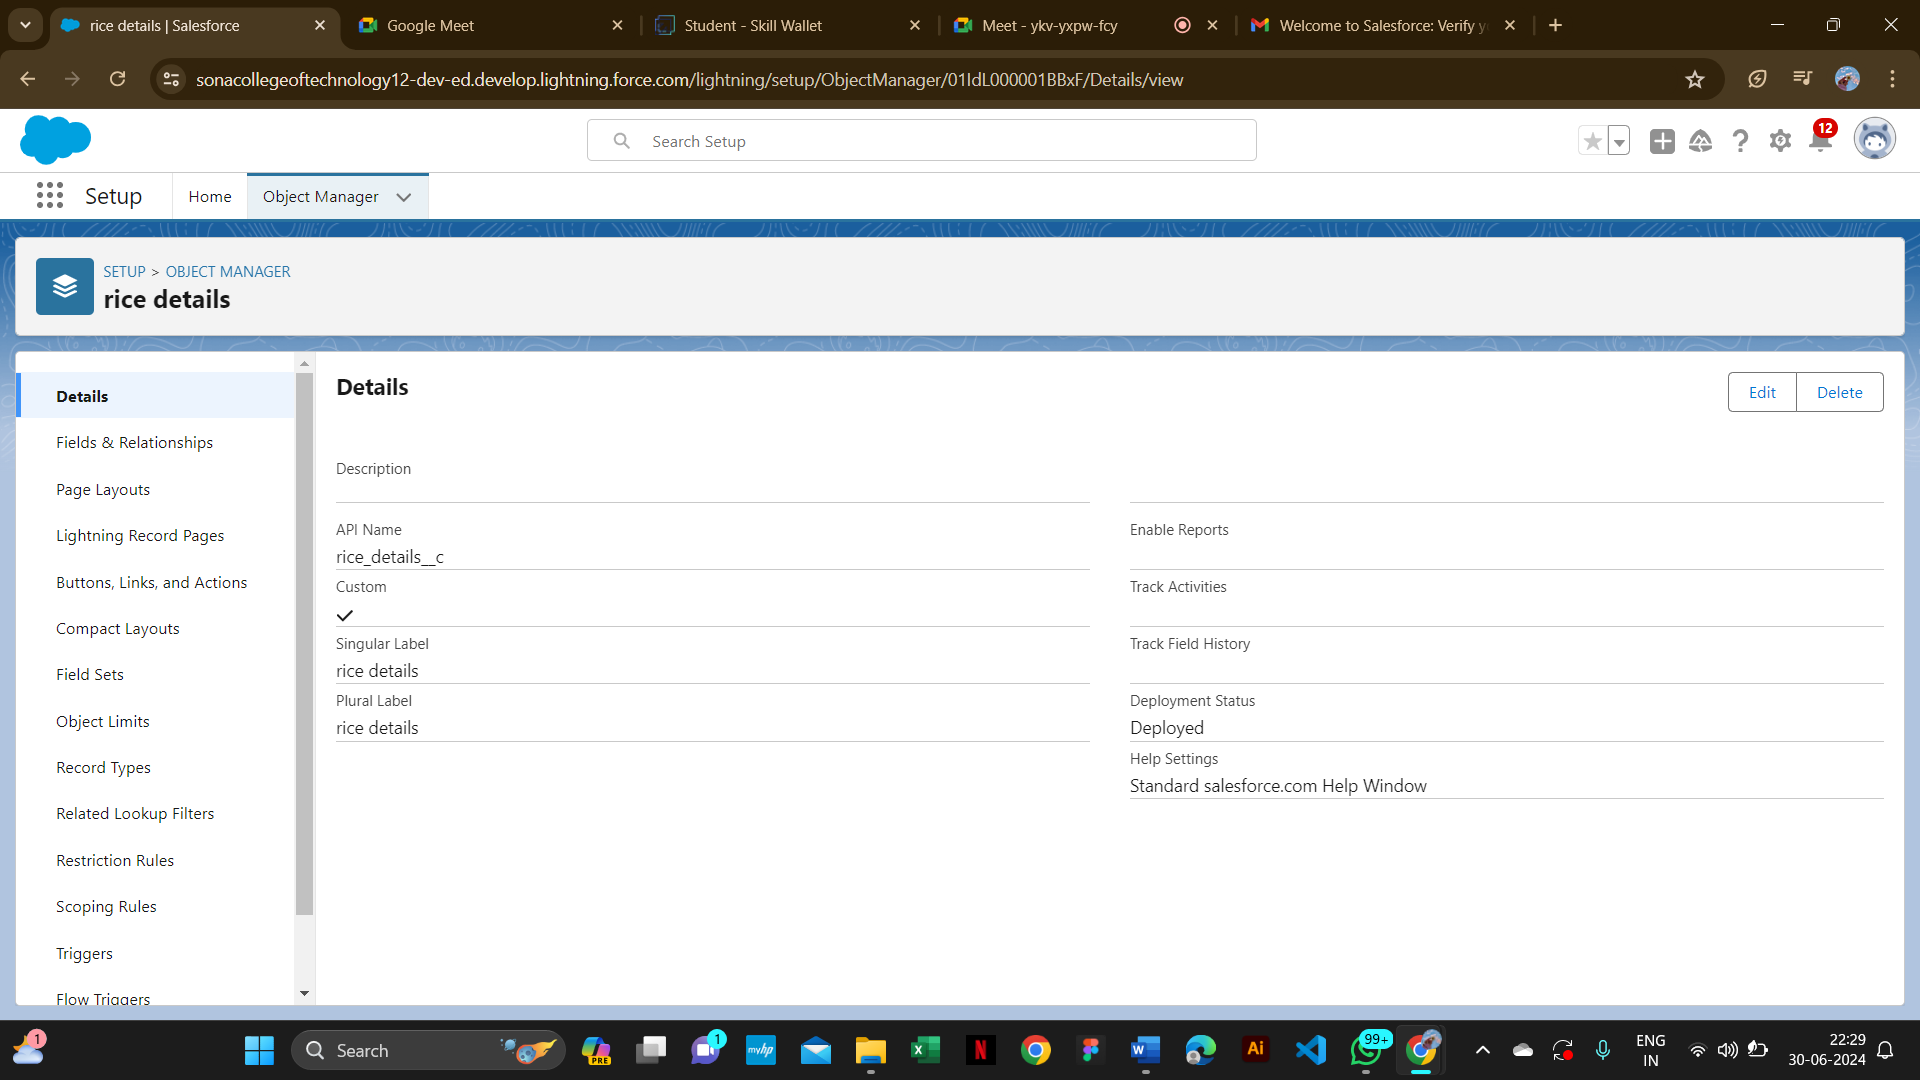 rice details | Salesforce
Google Meet
Student - Skill Wallet
Meet - ykv-yxpw-fcy
Welcome to Salesforce: Verify y
sonacollegeoftechnology12-dev-ed.develop.lightning.force.com/lightning/setup/ObjectManager/01IdL000001BBxF/Details/view
Search Setup
12
Setup
Home
Object Manager
SETUP > OBJECT MANAGER
rice details
Details
Fields & Relationships
Page Layouts
Lightning Record Pages
Buttons, Links, and Actions
Compact Layouts
Field Sets
Object Limits
Record Types
Related Lookup Filters
Restriction Rules
Scoping Rules
Triggers
Flow Triggers
Details
Edit
Delete
Description
API Name
rice_details__c
Custom
Singular Label
rice details
Plural Label
rice details
Enable Reports
Track Activities
Track Field History
Deployment Status
Deployed
Help Settings
Standard salesforce.com Help Window
1
Search
PRE
1
myhp
N
Ai
99+
ENG
IN
22:29
30-06-2024